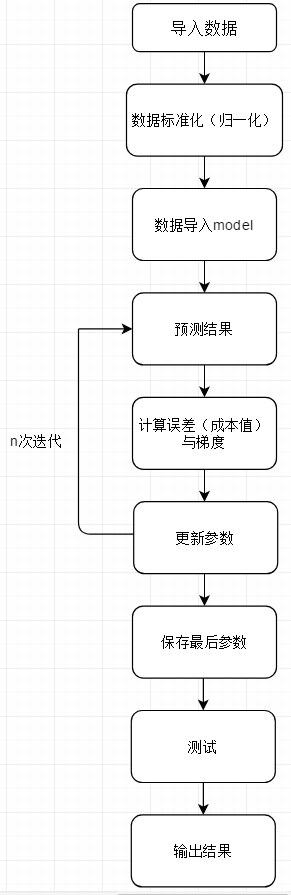 导入数据
数据标准化（归一化）
数据导入model
预测结果
计算误差（成本值）
与梯度
n次迭代
更新参数
保存最后参数
测试
输出结果